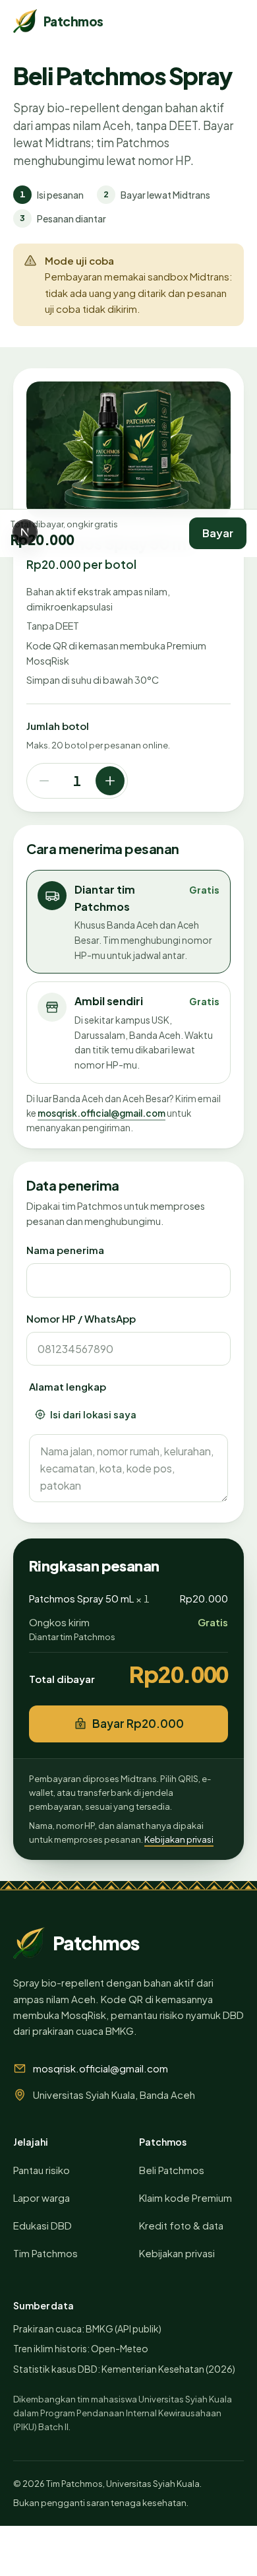 Patchmos
Beli Patchmos Spray
Spray bio-repellent dengan bahan aktif
dari ampas nilam Aceh, tanpa DEET. Bayar
lewat Midtrans; tim Patchmos
menghubungimu lewat nomor HP.
1 Isi pesanan 2 Bayar lewat Midtrans
3 Pesanan diantar
Mode uji coba
Pembayaran memakai sandbox Midtrans:
tidak ada uang yang ditarik dan pesanan
uji coba tidak dikirim.
PATCHMOS
PATCHMOS
dibayar, ongkir gratis
Rp20.000
N
Bayar
Rp20.000 per botol
Bahan aktif ekstrak ampas nilam,
dimikroenkapsulasi
Tanpa DEET
Kode QR di kemasan membuka Premium
MosqRisk
Simpan di suhu di bawah 30°C
Jumlah botol
Maks. 20 botol per pesanan online.
− 1 +
Cara menerima pesanan
Diantar tim
Patchmos
Gratis
Khusus Banda Aceh dan Aceh
Besar. Tim menghubungi nomor
HP-mu untuk jadwal antar.
Ambil sendiri Gratis
Di sekitar kampus USK,
Darussalam, Banda Aceh. Waktu
dan titik temu dikabari lewat
nomor HP-mu.
Di luar Banda Aceh dan Aceh Besar? Kirim email
ke mosqrisk.official@gmail.com untuk
menanyakan pengiriman.
Data penerima
Dipakai tim Patchmos untuk memproses
pesanan dan menghubungimu.
Nama penerima
Nomor HP / WhatsApp
081234567890
Alamat lengkap
Isi dari lokasi saya
Nama jalan, nomor rumah, kelurahan,
kecamatan, kota, kode pos,
patokan
Ringkasan pesanan
Patchmos Spray 50 mL × 1 Rp20.000
Ongkos kirim Gratis
Diantar tim Patchmos
Total dibayar Rp20.000
Bayar Rp20.000
Pembayaran diproses Midtrans. Pilih QRIS, e-
wallet, atau transfer bank di jendela
pembayaran, sesuai yang tersedia.
Nama, nomor HP, dan alamat hanya dipakai
untuk memproses pesanan. Kebijakan privasi
Patchmos
Spray bio-repellent dengan bahan aktif dari
ampas nilam Aceh. Kode QR di kemasannya
membuka MosqRisk, pemantau risiko nyamuk DBD
dari prakiraan cuaca BMKG.
mosqrisk.official@gmail.com
Universitas Syiah Kuala, Banda Aceh
Jelajahi
Pantau risiko
Lapor warga
Edukasi DBD
Tim Patchmos
Patchmos
Beli Patchmos
Klaim kode Premium
Kredit foto & data
Kebijakan privasi
Sumber data
Prakiraan cuaca: BMKG (API publik)
Tren iklim historis: Open-Meteo
Statistik kasus DBD: Kementerian Kesehatan (2026)
Dikembangkan tim mahasiswa Universitas Syiah Kuala
dalam Program Pendanaan Internal Kewirausahaan
(PIKU) Batch II.
© 2026 Tim Patchmos, Universitas Syiah Kuala.
Bukan pengganti saran tenaga kesehatan.